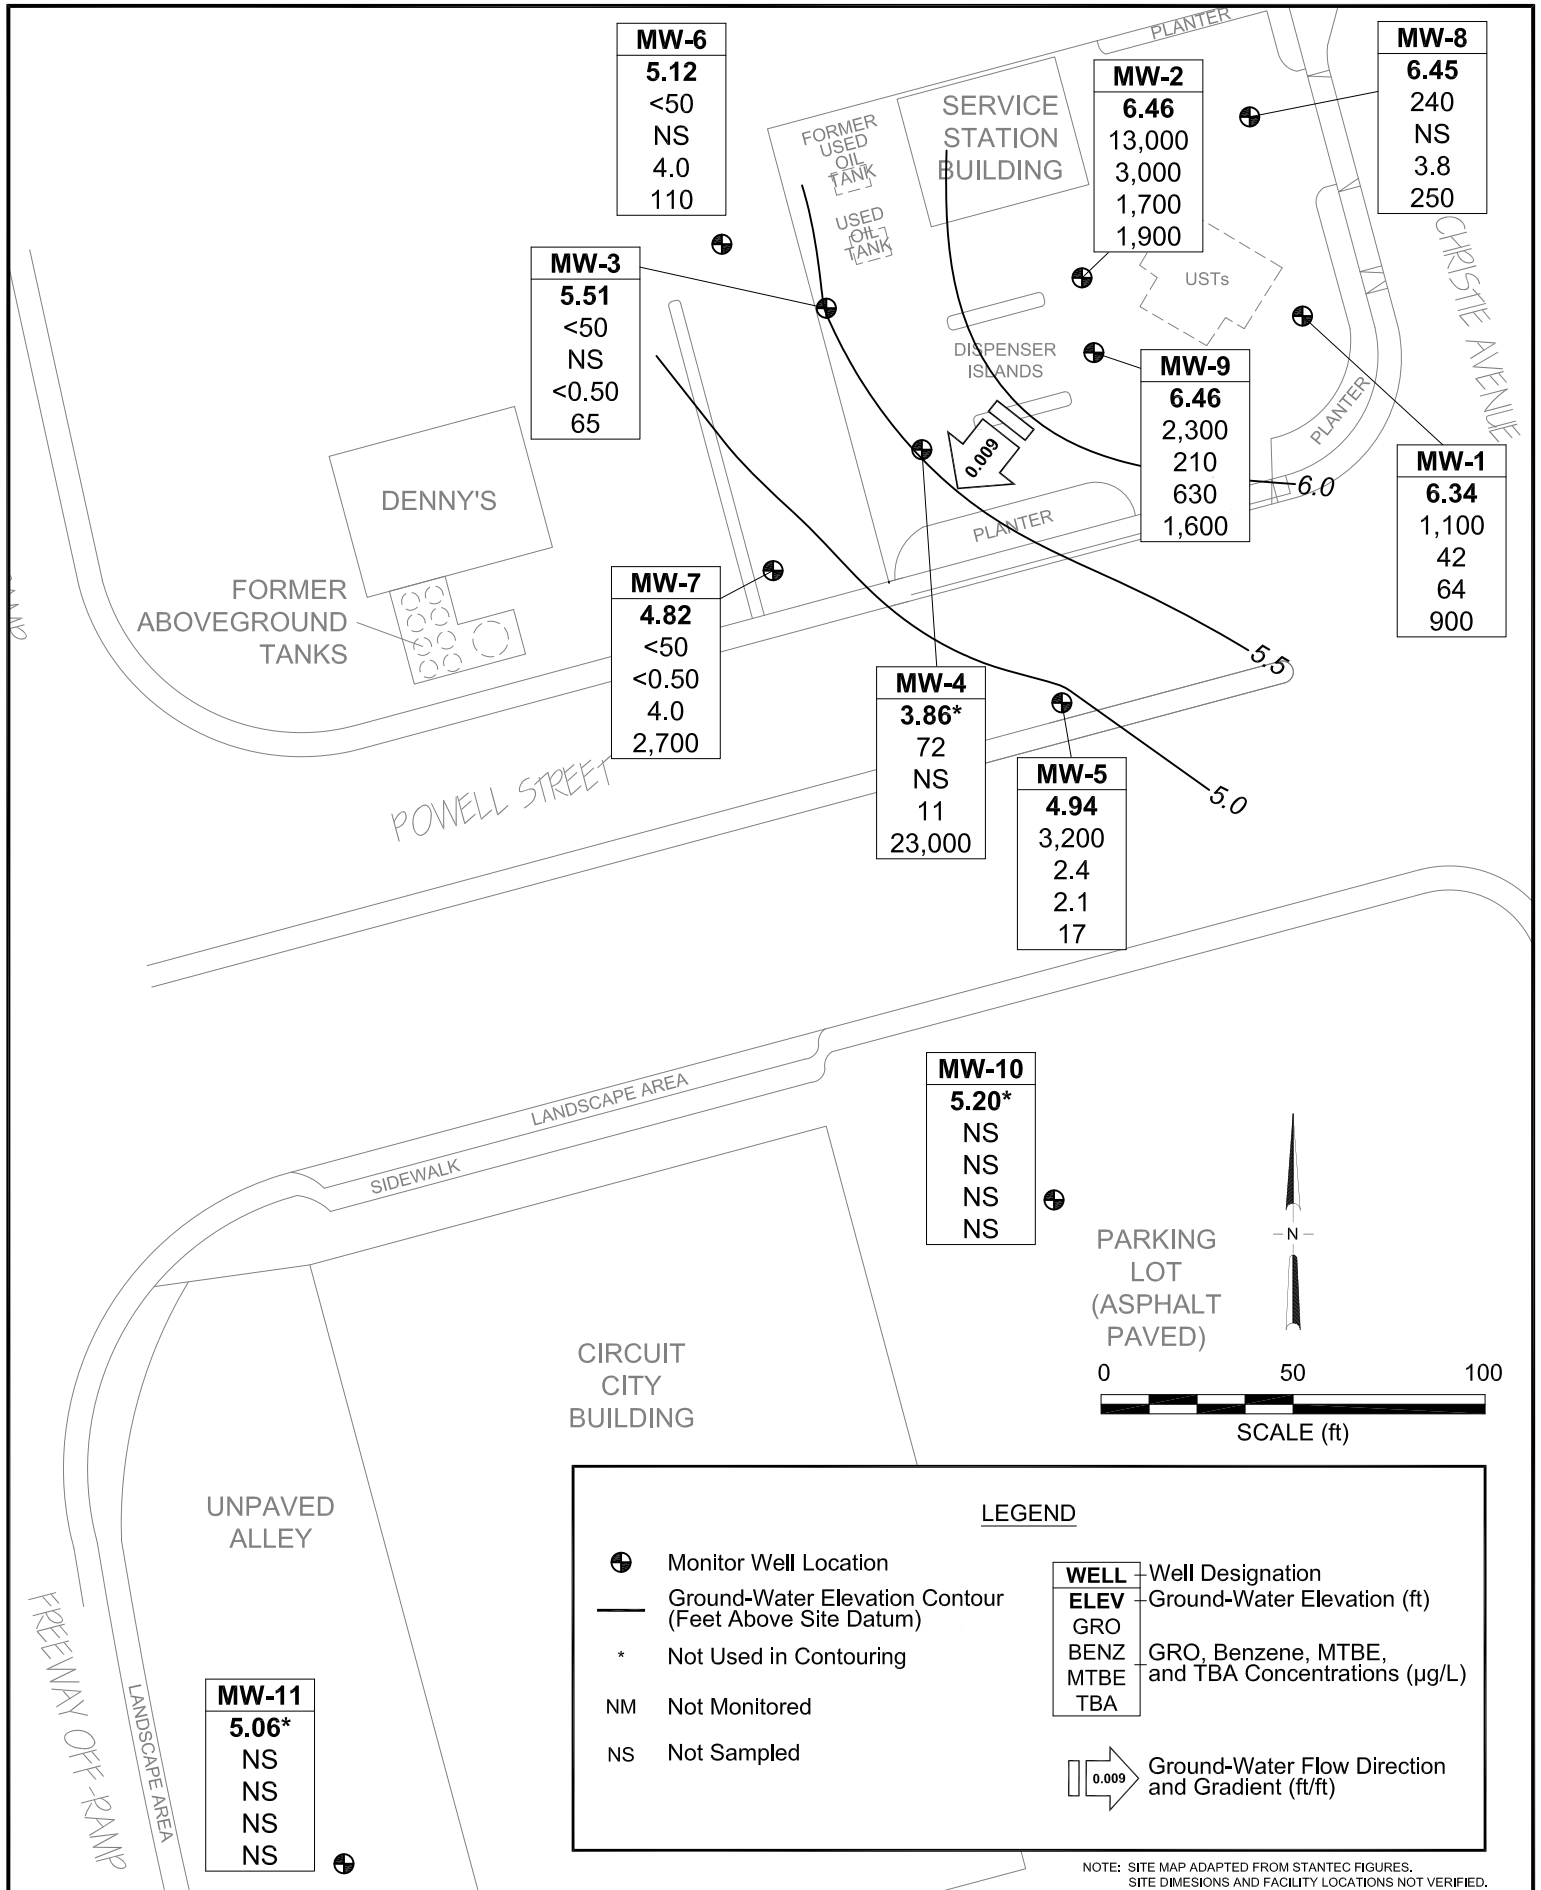 MW-6
5.12
<50
NS
4.0
110
PLANTER
MW-8
6.45
240
NS
3.8
250
MW-2
6.46
13,000
3,000
1,700
1,900
SERVICE
STATION
BUILDING
FORMER
USED
OIL
TANK
USED
OIL
TANK
CHRISTIE AVENUE
MW-3
5.51
<50
NS
<0.50
65
USTs
DISPENSER
ISLANDS
MW-9
6.46
2,300
210
630
1,600
PLANTER
MW-1
6.34
1,100
42
64
900
0.009
6.0
DENNY'S
PLANTER
FORMER
ABOVEGROUND
TANKS
MW-7
4.82
<50
<0.50
4.0
2,700
5.5
MW-4
3.86*
72
NS
11
23,000
MW-5
4.94
3,200
2.4
2.1
17
5.0
POWELL STREET
LANDSCAPE AREA
SIDEWALK
MW-10
5.20*
NS
NS
NS
NS
N
PARKING
LOT
(ASPHALT
PAVED)
0 50 100
SCALE (ft)
CIRCUIT
CITY
BUILDING
UNPAVED
ALLEY
FREEWAY OFF-RAMP
LANDSCAPE AREA
MW-11
5.06*
NS
NS
NS
NS
LEGEND
Monitor Well Location
Ground-Water Elevation Contour
(Feet Above Site Datum)
* Not Used in Contouring
NM Not Monitored
NS Not Sampled
WELL Well Designation
ELEV Ground-Water Elevation (ft)
GRO
BENZ
MTBE
TBA
GRO, Benzene, MTBE,
and TBA Concentrations (µg/L)
0.009
Ground-Water Flow Direction
and Gradient (ft/ft)
NOTE: SITE MAP ADAPTED FROM STANTEC FIGURES.
SITE DIMESIONS AND FACILITY LOCATIONS NOT VERIFIED.